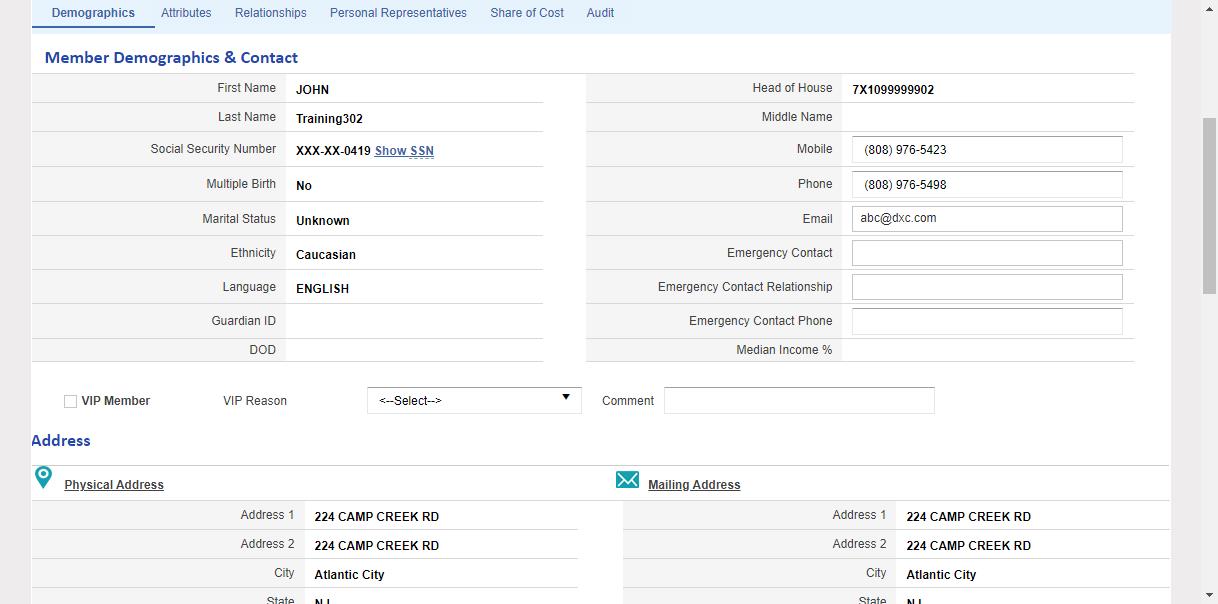 Demographics Attributes Relationships Personal Representatives Share of Cost Audit
Member Demographics & Contact
First Name JOHN Head of House 7X1099999902
Last Name Training302 Middle Name
Social Security Number XXX-XX-0419 Show SSN Mobile (808) 976-5423
Multiple Birth No Phone (808) 976-5498
Marital Status Unknown Email abc@dxc.com
Ethnicity Caucasian Emergency Contact
Language ENGLISH Emergency Contact Relationship
Guardian ID Emergency Contact Phone
DOD Median Income %
VIP Member VIP Reason <--Select--> Comment
Address
Physical Address Mailing Address
Address 1 224 CAMP CREEK RD Address 1 224 CAMP CREEK RD
Address 2 224 CAMP CREEK RD Address 2 224 CAMP CREEK RD
City Atlantic City City Atlantic City
State NJ State NJ